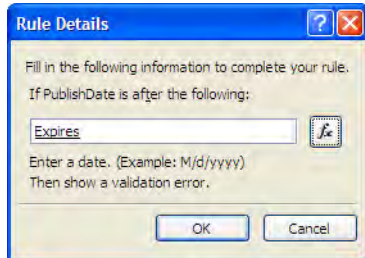 Rule Details
Fill in the following information to complete your rule.
If PublishDate is after the following:
Expires
fx
Enter a date. (Example: M/d/yyyy)
Then show a validation error.
OK Cancel